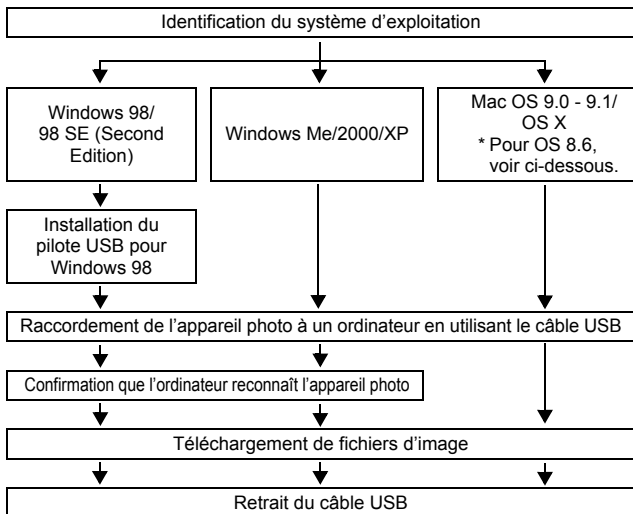 Identification du système d'exploitation
Windows 98/
98 SE (Second
Edition)
Windows Me/2000/XP
Mac OS 9.0 - 9.1/
OS X
* Pour OS 8.6,
voir ci-dessous.
Installation du
pilote USB pour
Windows 98
Raccordement de l'appareil photo à un ordinateur en utilisant le câble USB
Confirmation que l'ordinateur reconnaît l'appareil photo
Téléchargement de fichiers d'image
Retrait du câble USB